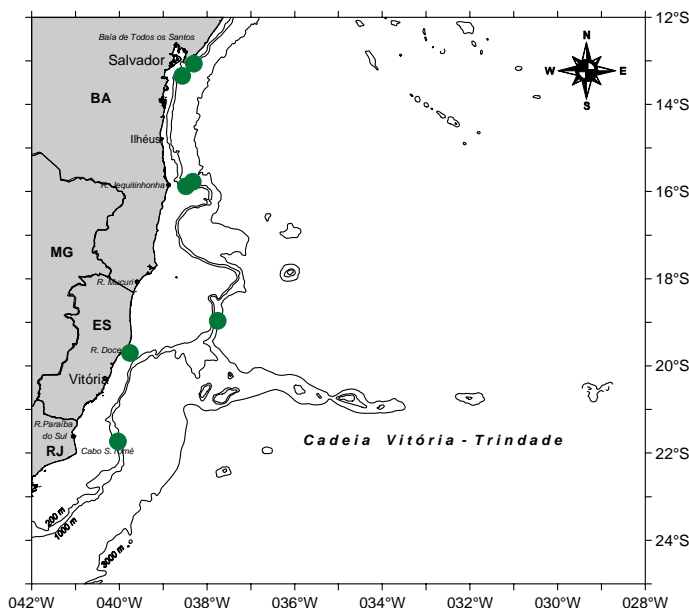 12°S
Baía de Todos os Santos
Salvador
N
W
E
S
BA
14°S
Ilhéus
R. Jequitinhonha
16°S
MG
R. Mucuri
18°S
ES
R. Doce
20°S
Vitória
R.Paraíba
do Sul
RJ
Cabo S.Tomé
Cadeia Vitória - Trindade
22°S
200 m
1000 m
3000 m
24°S
042°W
040°W
038°W
036°W
034°W
032°W
030°W
028°W